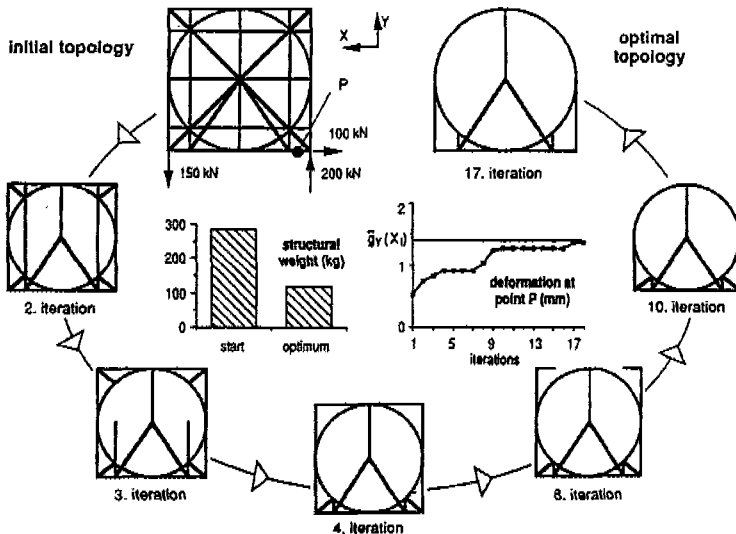 initial topology
X
Y
P
100 kN
150 kN
200 kN
optimal
topology
17. iteration
2. iteration
300
200
100
0
structural
weight (kg)
start
optimum
2
1
0
g̅Y (Xi)
deformation at
point P (mm)
1
5
9
13
17
iterations
10. iteration
3. iteration
4. iteration
6. iteration